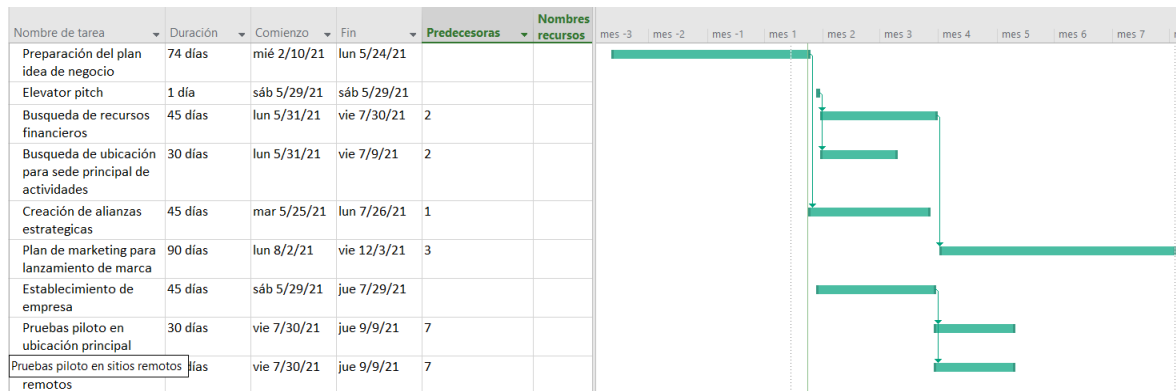 Nombres
Nombre de tarea Duración Comienzo Fin Predecesoras recursos mes -3 mes -2 mes -1 mes 1 mes 2 mes 3 mes 4 mes 5 mes 6 mes 7
Preparación del plan 74 días mié 2/10/21 lun 5/24/21
idea de negocio
Elevator pitch 1 día sáb 5/29/21 sáb 5/29/21
Busqueda de recursos 45 días lun 5/31/21 vie 7/30/21 2
financieros
Busqueda de ubicación 30 días lun 5/31/21 vie 7/9/21 2
para sede principal de
actividades
Creación de alianzas 45 días mar 5/25/21 lun 7/26/21 1
estrategicas
Plan de marketing para 90 días lun 8/2/21 vie 12/3/21 3
lanzamiento de marca
Establecimiento de 45 días sáb 5/29/21 jue 7/29/21
empresa
Pruebas piloto en 30 días vie 7/30/21 jue 9/9/21 7
ubicación principal
Pruebas piloto en sitios remotos días vie 7/30/21 jue 9/9/21 7
remotos